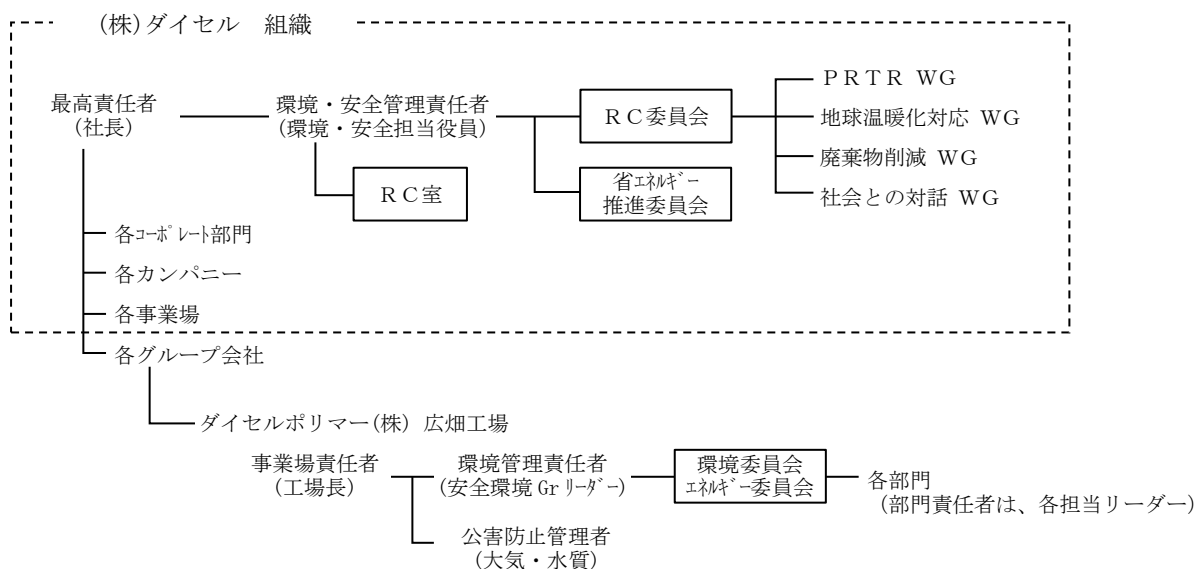 (株)ダイセル　組織
最高責任者
(社長)
環境・安全管理責任者
(環境・安全担当役員)
ＲＣ委員会
ＰＲＴＲ WG
地球温暖化対応 WG
廃棄物削減 WG
社会との対話 WG
ＲＣ室
省ｴﾈﾙｷﾞｰ
推進委員会
各ｺｰﾎﾟﾚｰﾄ部門
各カンパニー
各事業場
各グループ会社
ダイセルポリマー(株) 広畑工場
事業場責任者
(工場長)
環境管理責任者
(安全環境 Gr ﾘｰﾀﾞｰ)
環境委員会
ｴﾈﾙｷﾞｰ委員会
各部門
(部門責任者は、各担当リーダー)
公害防止管理者
(大気・水質)